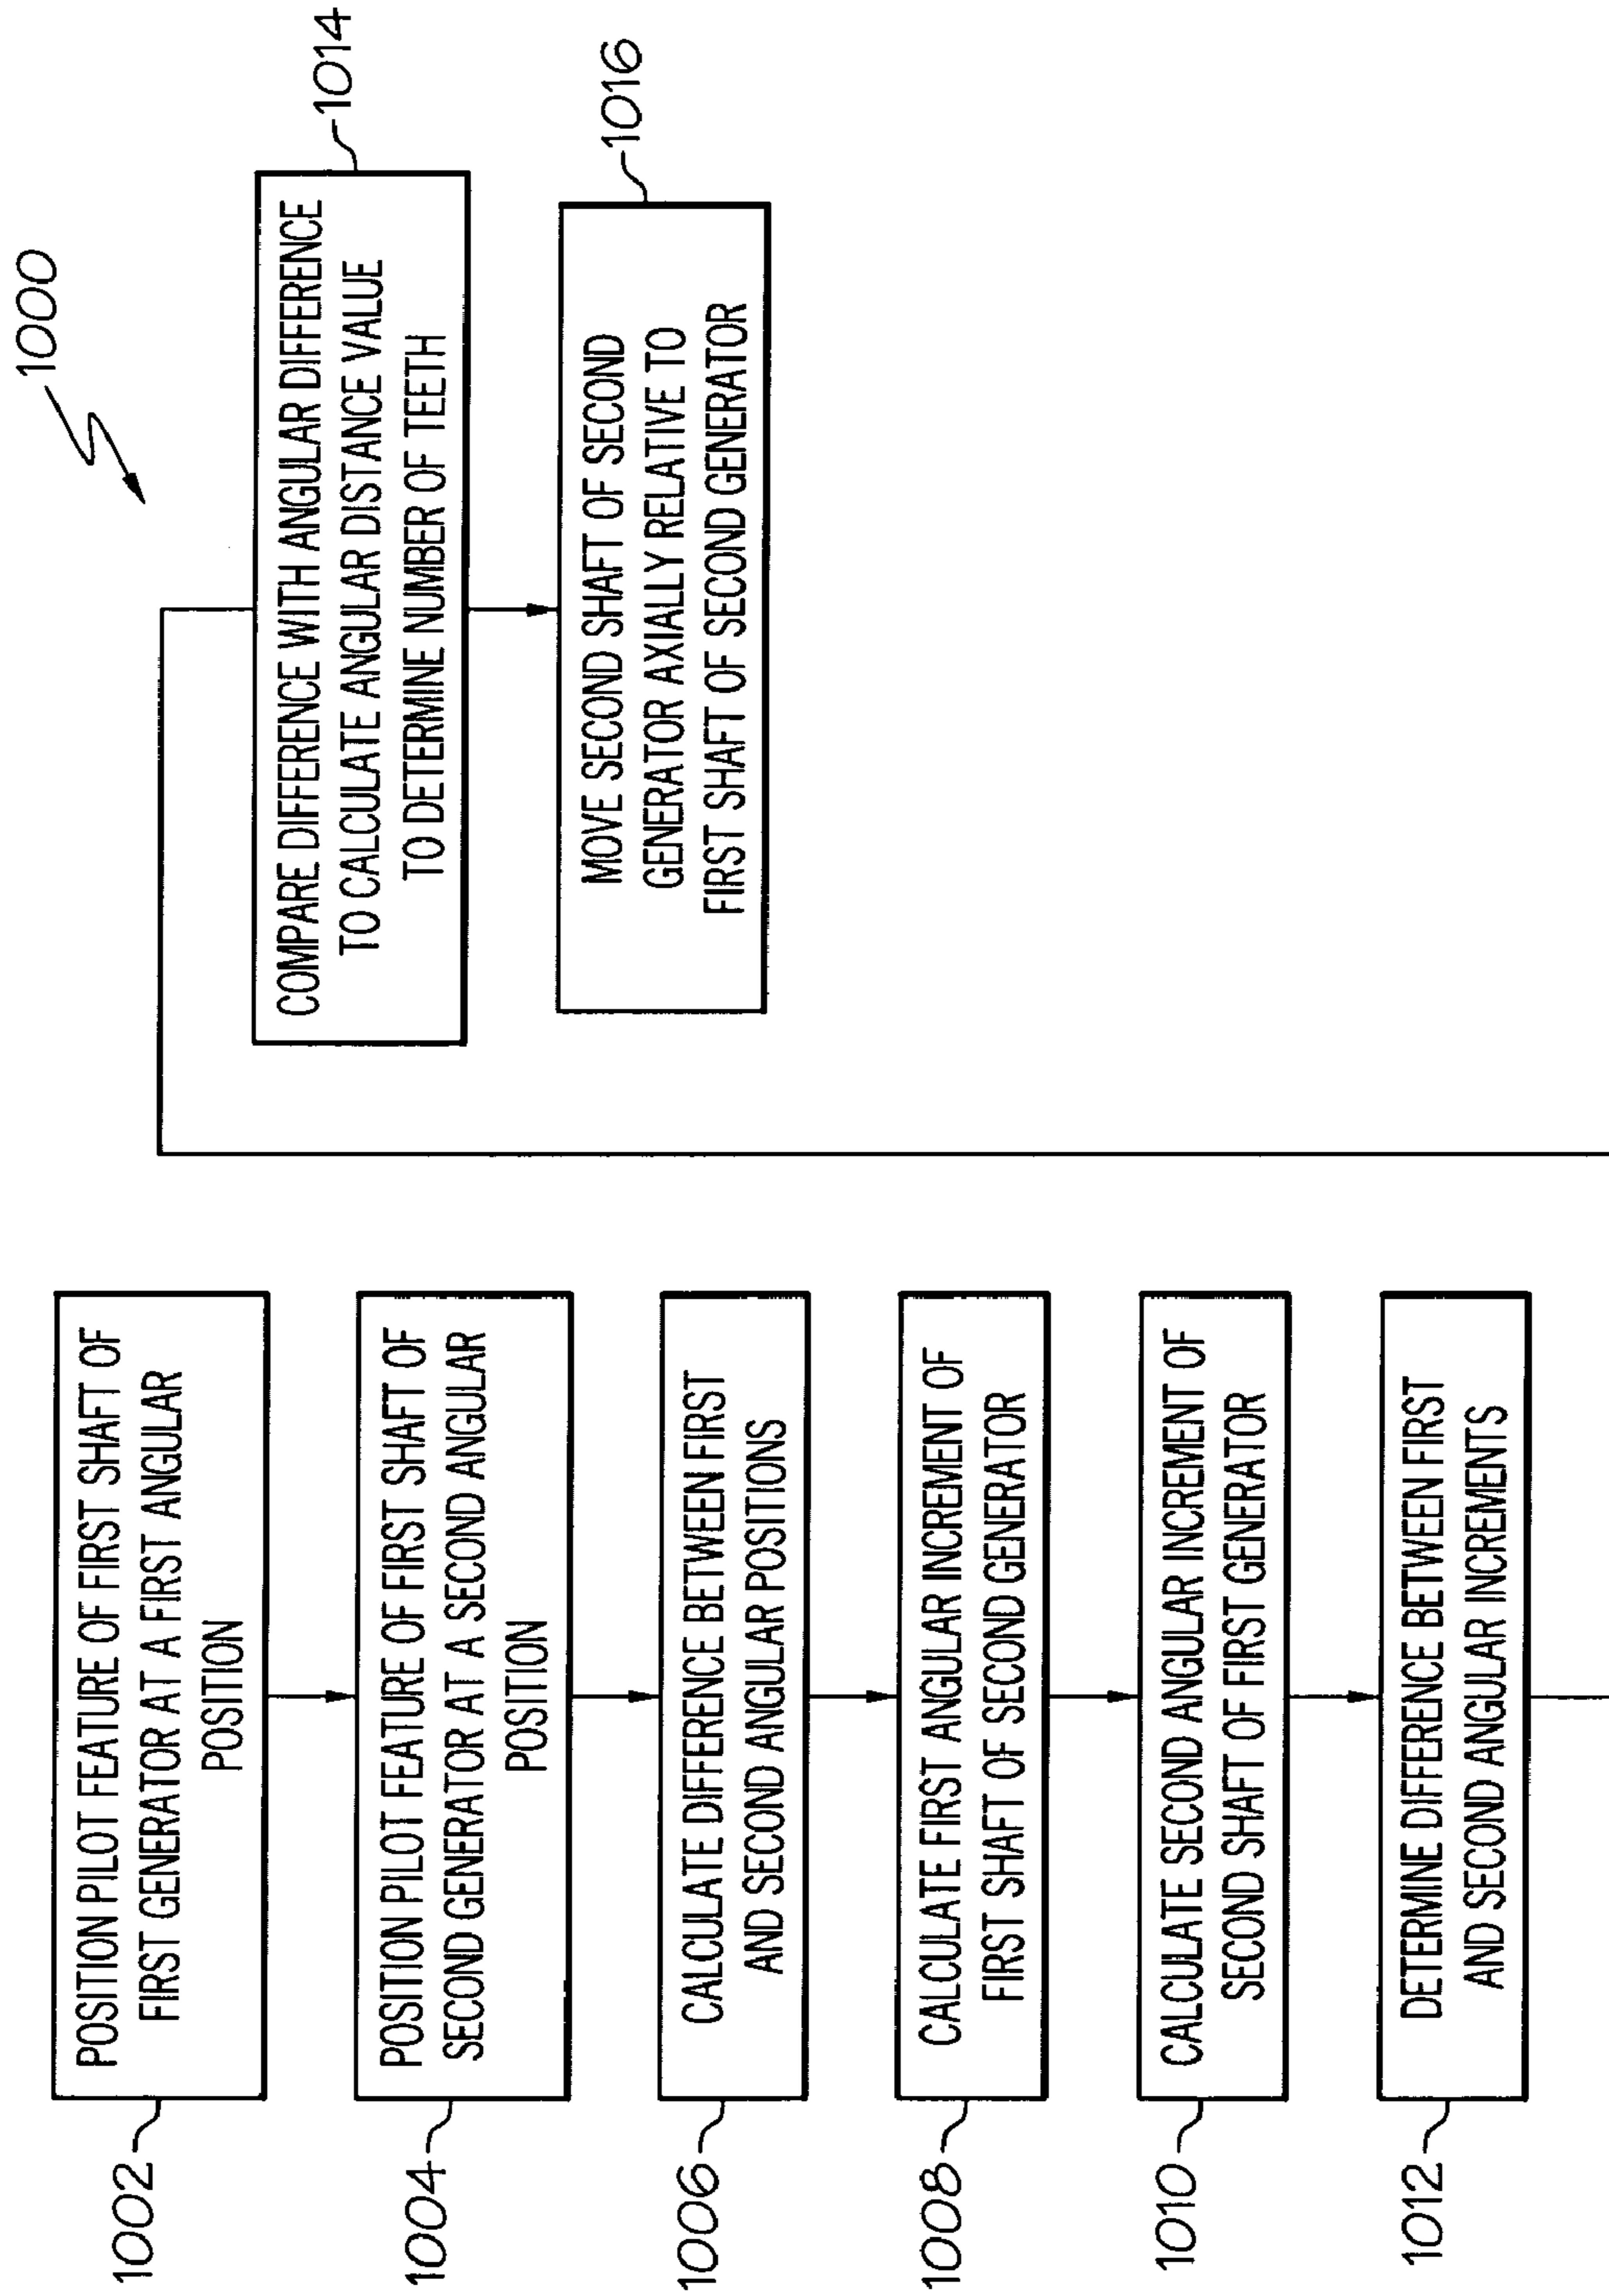 1000
1002
POSITION PILOT FEATURE OF FIRST SHAFT OF
FIRST GENERATOR AT A FIRST ANGULAR
POSITION
1004
POSITION PILOT FEATURE OF FIRST SHAFT OF
SECOND GENERATOR AT A SECOND ANGULAR
POSITION
1006
CALCULATE DIFFERENCE BETWEEN FIRST
AND SECOND ANGULAR POSITIONS
1008
CALCULATE FIRST ANGULAR INCREMENT OF
FIRST SHAFT OF SECOND GENERATOR
1010
CALCULATE SECOND ANGULAR INCREMENT OF
SECOND SHAFT OF FIRST GENERATOR
1012
DETERMINE DIFFERENCE BETWEEN FIRST
AND SECOND ANGULAR INCREMENTS
1014
COMPARE DIFFERENCE WITH ANGULAR DIFFERENCE
TO CALCULATE ANGULAR DISTANCE VALUE
TO DETERMINE NUMBER OF TEETH
1016
MOVE SECOND SHAFT OF SECOND
GENERATOR AXIALLY RELATIVE TO
FIRST SHAFT OF SECOND GENERATOR